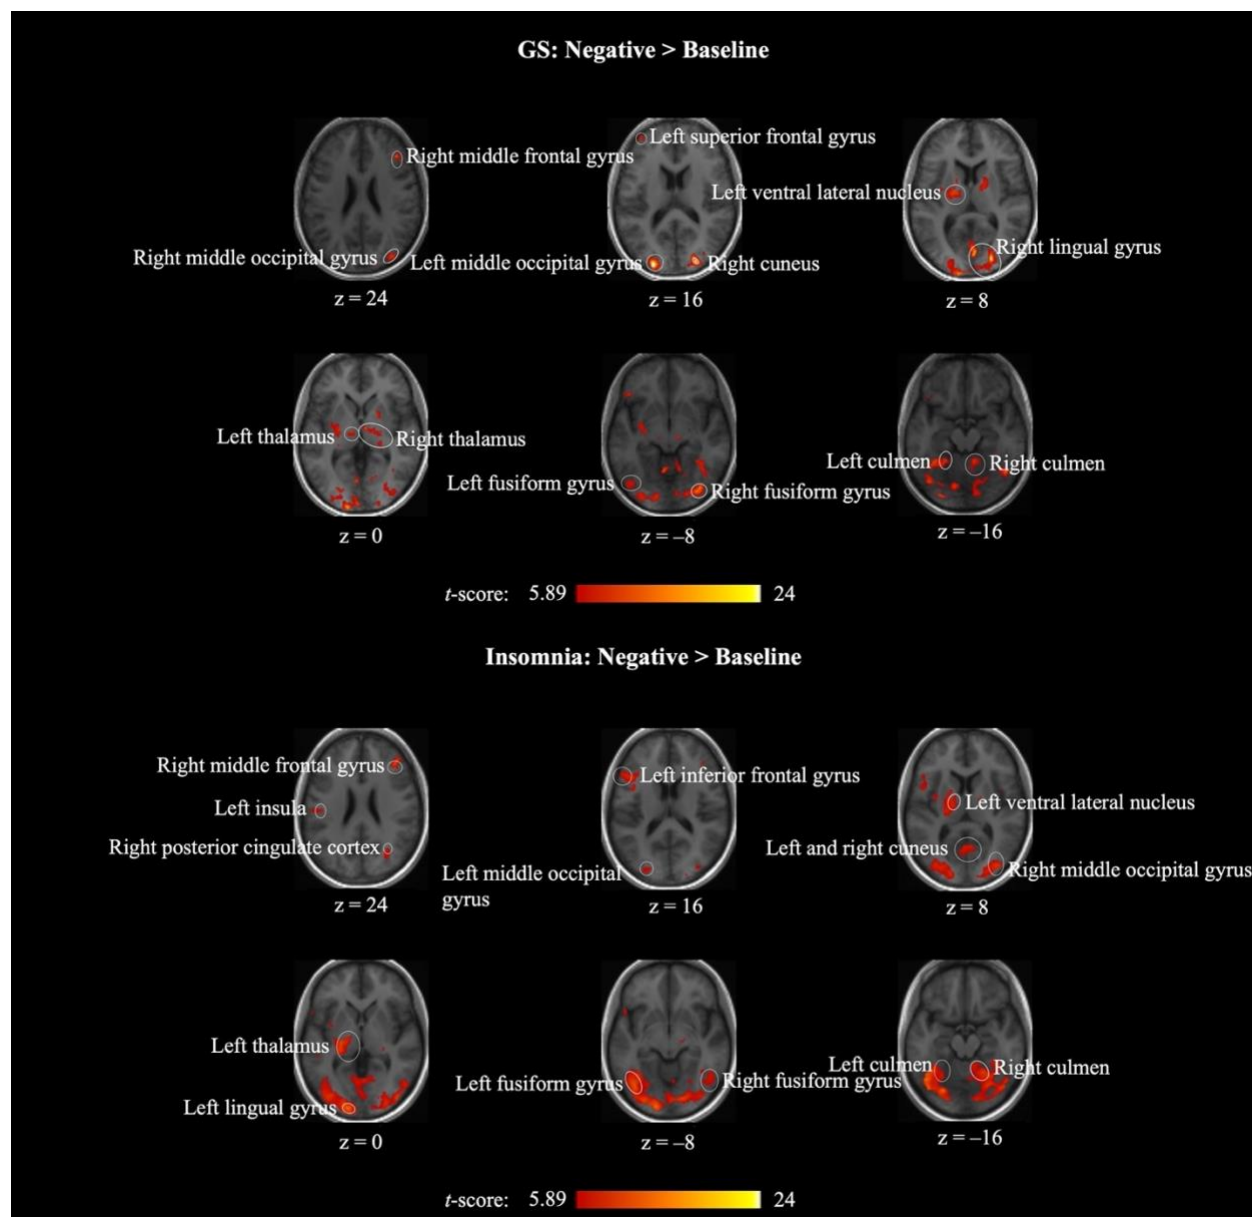 GS: Negative > Baseline
Right middle frontal gyrus
Right middle occipital gyrus
z = 24
Left superior frontal gyrus
Left middle occipital gyrus
Right cuneus
z = 16
Left ventral lateral nucleus
Right lingual gyrus
z = 8
Left thalamus
Right thalamus
z = 0
Left fusiform gyrus
Right fusiform gyrus
z = –8
Left culmen
Right culmen
z = –16
t-score: 5.89 24
Insomnia: Negative > Baseline
Right middle frontal gyrus
Left insula
Right posterior cingulate cortex
z = 24
Left inferior frontal gyrus
Left middle occipital
gyrus
z = 16
Left ventral lateral nucleus
Left and right cuneus
Right middle occipital gyrus
z = 8
Left thalamus
Left lingual gyrus
z = 0
Left fusiform gyrus
Right fusiform gyrus
z = –8
Left culmen
Right culmen
z = –16
t-score: 5.89 24